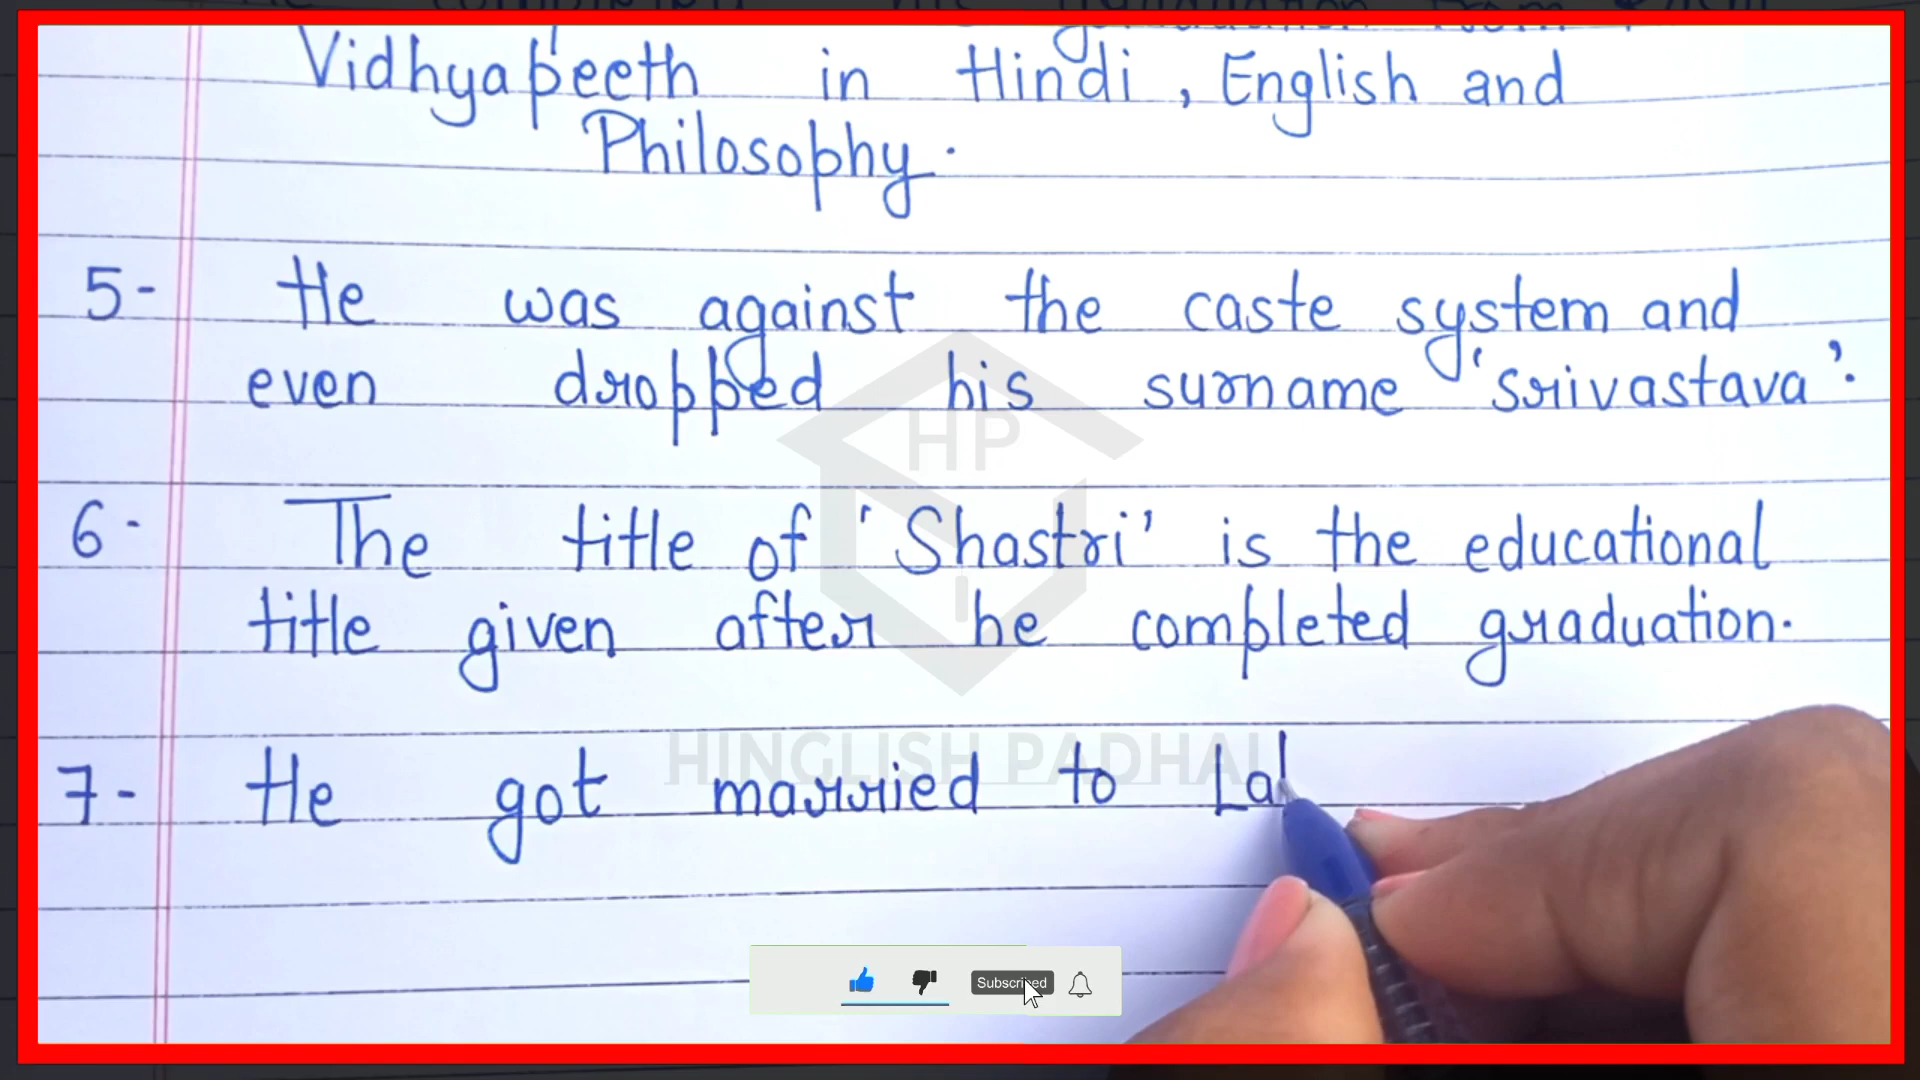 Vidhyapeeth in Hindi, English and
Philosophy.
5- He was against the caste system and
even dropped his surname 'Srivastava'.
6- The title of 'Shastri' is the educational
title given after he completed graduation.
7- He got married to Lal
HP
HINGLISH PADHAI
Subscribed